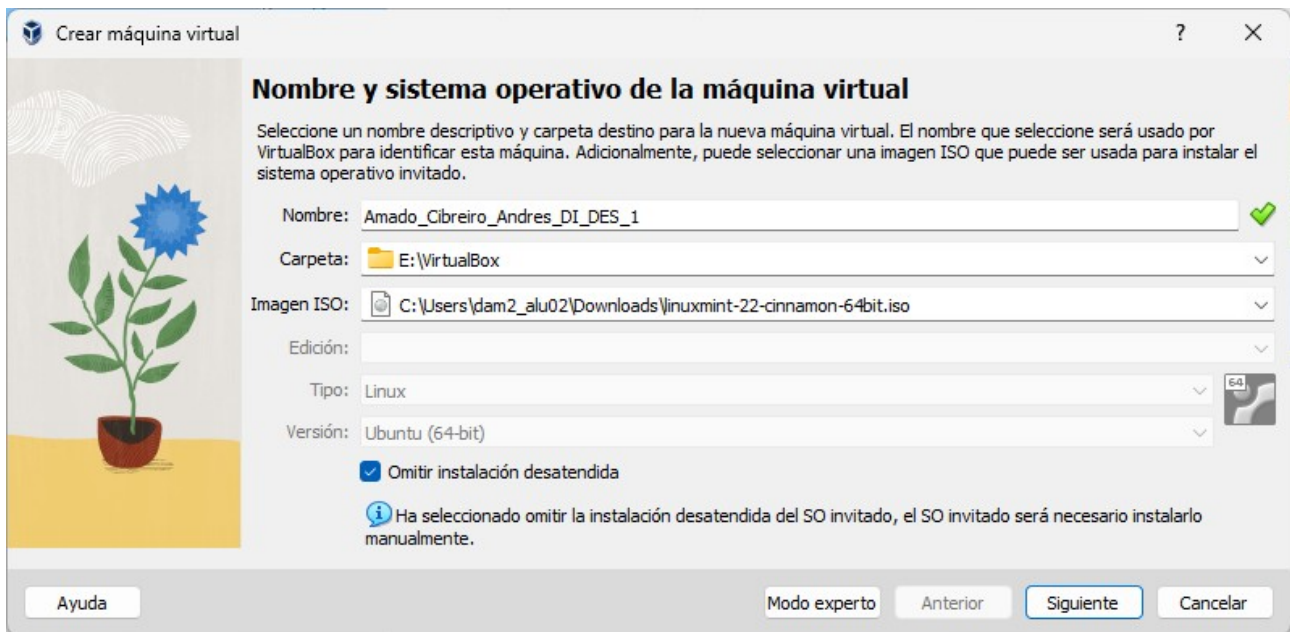 Crear máquina virtual
?
Nombre y sistema operativo de la máquina virtual
Seleccione un nombre descriptivo y carpeta destino para la nueva máquina virtual. El nombre que seleccione será usado por
VirtualBox para identificar esta máquina. Adicionalmente, puede seleccionar una imagen ISO que puede ser usada para instalar el
sistema operativo invitado.
Nombre: Amado_Cibreiro_Andres_DI_DES_1
Carpeta: E:\VirtualBox
Imagen ISO: C:\Users\dam2_alu02\Downloads\linuxmint-22-cinnamon-64bit.iso
Edición:
Tipo: Linux
64
Versión: Ubuntu (64-bit)
Omitir instalación desatendida
Ha seleccionado omitir la instalación desatendida del SO invitado, el SO invitado será necesario instalarlo
manualmente.
Ayuda Modo experto Anterior Siguiente Cancelar